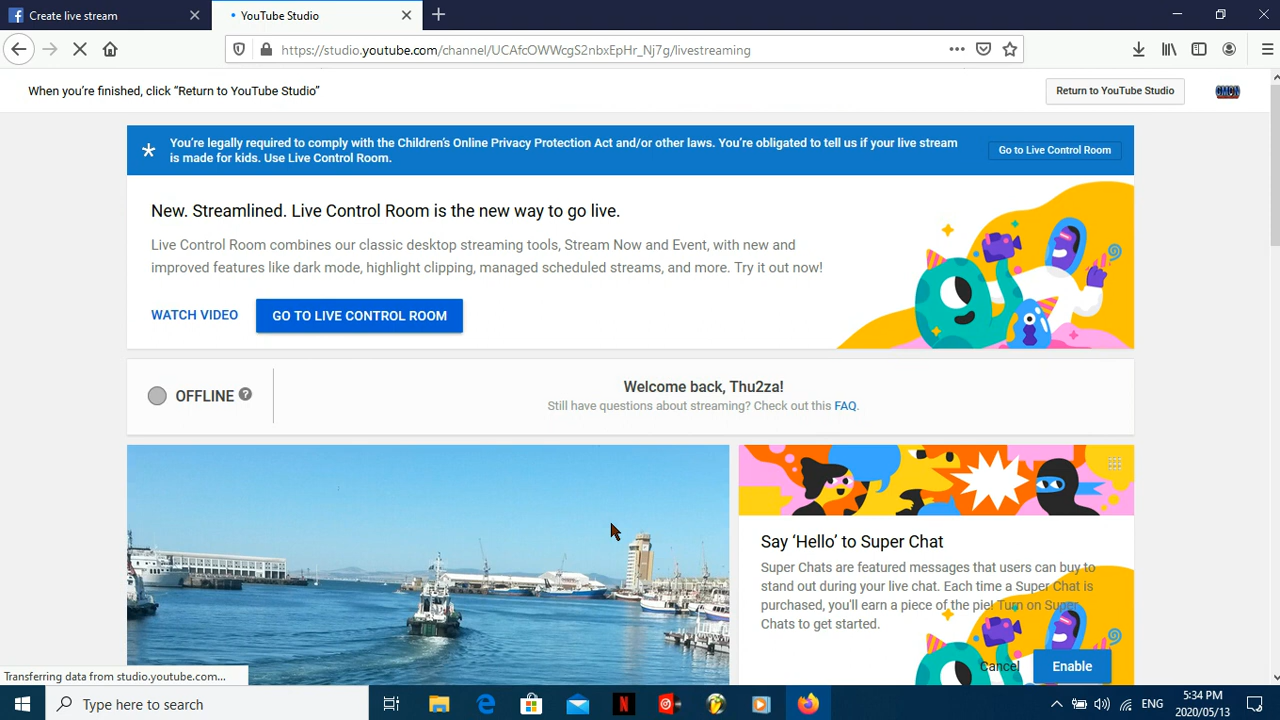 Create live stream
YouTube Studio
https://studio.youtube.com/channel/UCAfcOWWcgS2nbxEpHr_Nj7g/livestreaming
When you're finished, click "Return to YouTube Studio"
Return to YouTube Studio
GMDN
You're legally required to comply with the Children's Online Privacy Protection Act and/or other laws. You're obligated to tell us if your live stream
is made for kids. Use Live Control Room.
Go to Live Control Room
New. Streamlined. Live Control Room is the new way to go live.
Live Control Room combines our classic desktop streaming tools, Stream Now and Event, with new and
improved features like dark mode, highlight clipping, managed scheduled streams, and more. Try it out now!
WATCH VIDEO
GO TO LIVE CONTROL ROOM
OFFLINE ?
Welcome back, Thu2za!
Still have questions about streaming? Check out this FAQ.
Say ‘Hello’ to Super Chat
Super Chats are featured messages that users can buy to
stand out during your live chat. Each time a Super Chat is
purchased, you'll earn a piece of the pie! Turn on Super
Chats to get started.
Cancel
Enable
Transferring data from studio.youtube.com...
Type here to search
N
ENG
5:34 PM
2020/05/13